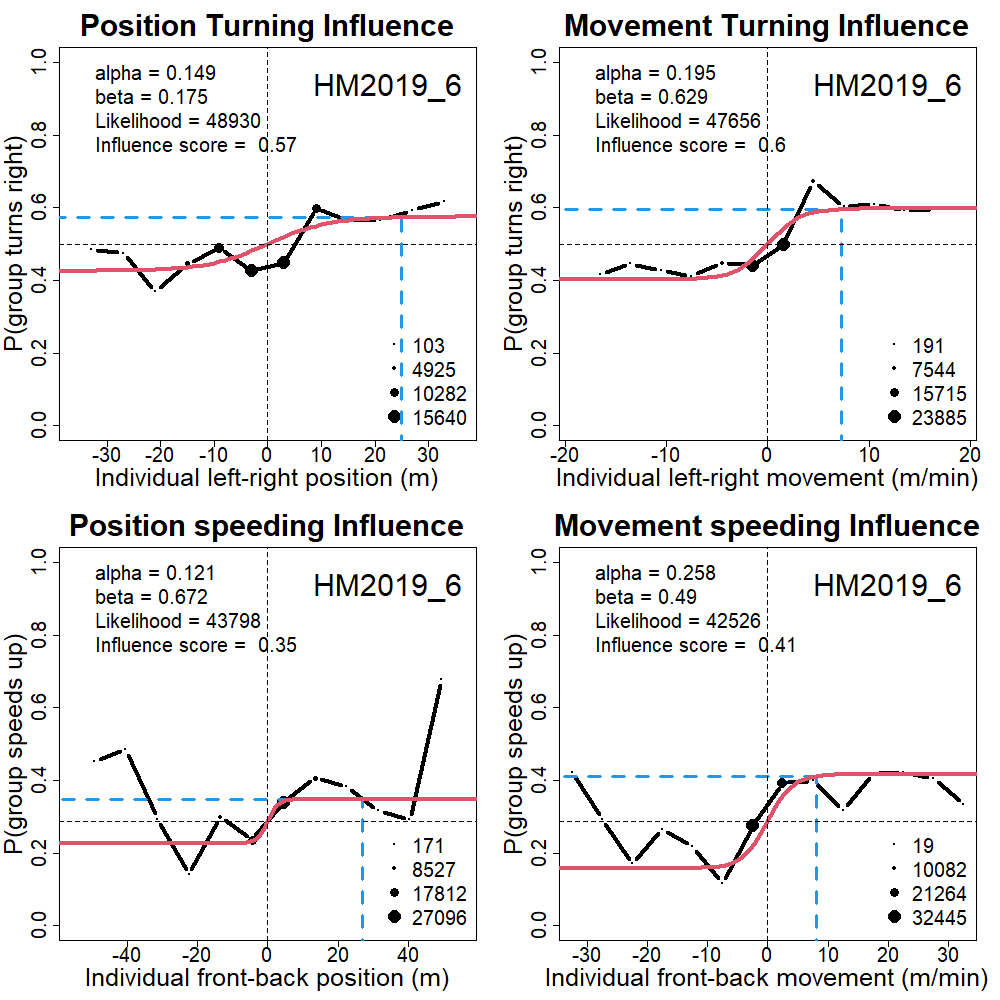 Position Turning Influence
alpha = 0.149
beta = 0.175
Likelihood = 48930
Influence score = 0.57
HM2019_6
P(group turns right)
0.0 0.2 0.4 0.6 0.8 1.0
103
4925
10282
15640
-20 -10 0 10 20 30
Individual left-right position (m)
Movement Turning Influence
alpha = 0.195
beta = 0.629
Likelihood = 47656
Influence score = 0.6
HM2019_6
P(group turns right)
0.0 0.2 0.4 0.6 0.8 1.0
191
7544
15715
23885
-20 -10 0 10 20
Individual left-right movement (m/min)
Position speeding Influence
alpha = 0.121
beta = 0.672
Likelihood = 43798
Influence score = 0.35
HM2019_6
P(group speeds up)
0.0 0.2 0.4 0.6 0.8 1.0
171
8527
17812
27096
-40 -20 0 20 40
Individual front-back position (m)
Movement speeding Influence
alpha = 0.258
beta = 0.49
Likelihood = 42526
Influence score = 0.41
HM2019_6
P(group speeds up)
0.0 0.2 0.4 0.6 0.8 1.0
19
10082
21264
32445
-30 -20 -10 0 10 20 30
Individual front-back movement (m/min)